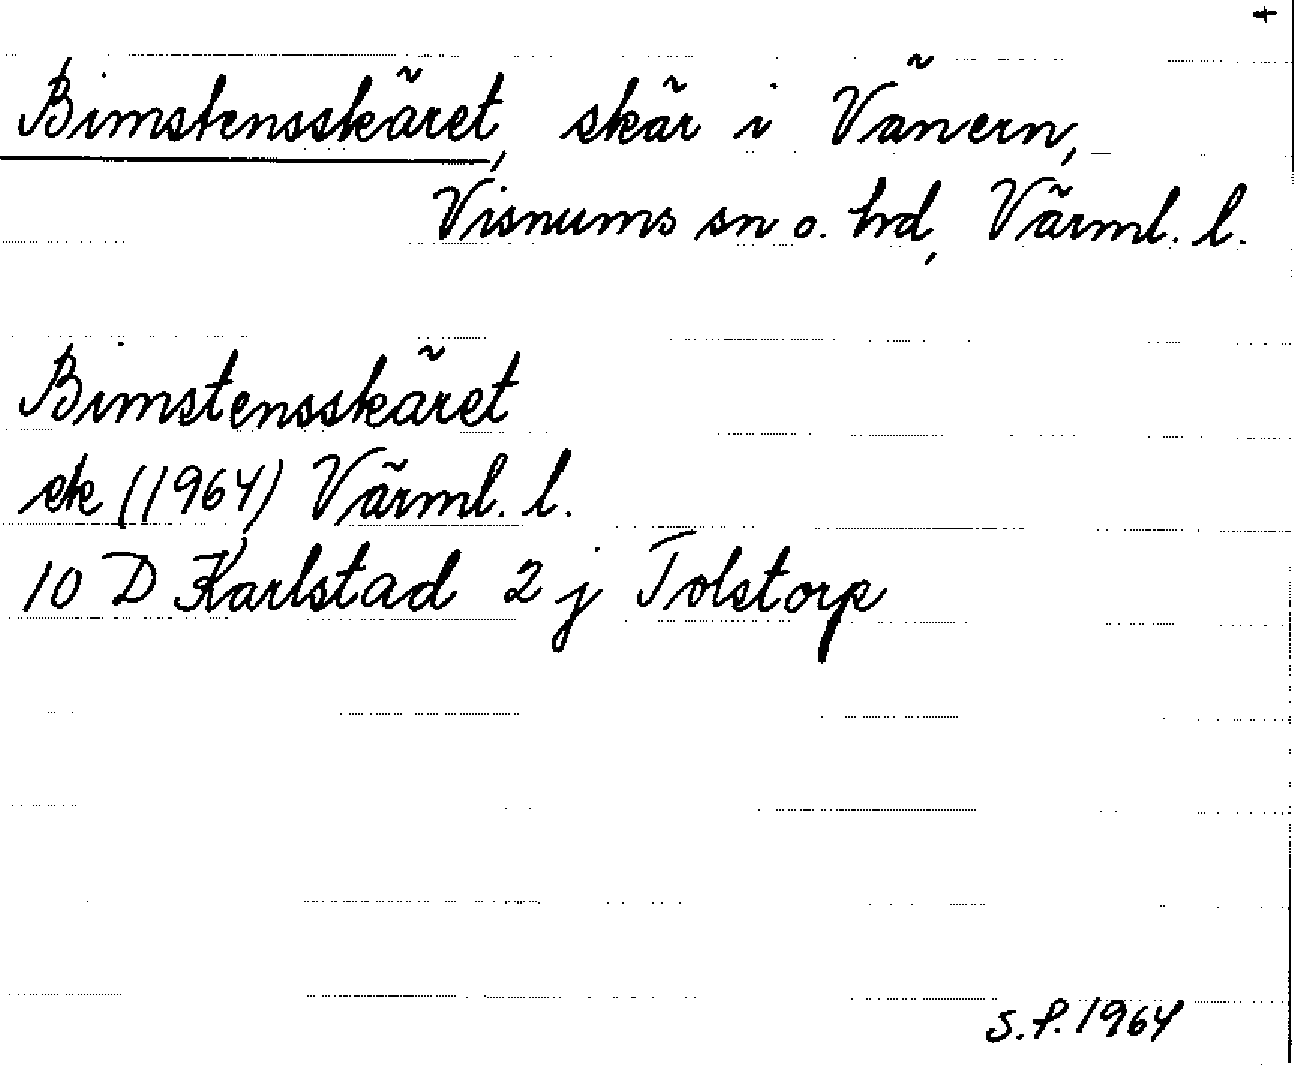 Bimstensskäret, skär i Vänern,
Visnums sn o. hd, Värml. l.
Bimstensskäret
ek (1964) Värml. l.
10 D Karlstad 2 j Tolstorp
S.P. 1964